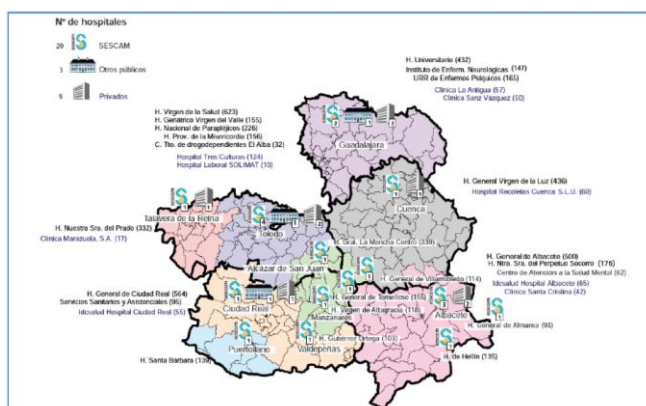 Nº de hospitales
20 SESCAM
3 Otros públicos
9 Privados
H. Universitario (432)
Instituto de Enferm. Neurológicas (147)
URR de Enfermos Psíquicos (165)
Clínica La Antigua (57)
Clínica Sanz Vázquez (50)
H. Virgen de la Salud (623)
H. Geriátrico Virgen del Valle (155)
H. Nacional de Parapléjicos (226)
H. Prov. de la Misericordia (156)
C. Tto. de drogodependientes El Alba (32)
Hospital Tres Culturas (124)
Hospital Laboral SOLIMAT (10)
Guadalajara
H. General Virgen de la Luz (436)
Hospital Recoletas Cuenca S.L.U. (60)
Cuenca
Talavera de la Reina
H. Nuestra Sra. del Prado (332)
Clínica Marazuela, S.A. (17)
Toledo
H. Gral. La Mancha Centro (339)
Alcázar de San Juan
H. General de Villarrobledo (114)
H. General de Albacete (500)
H. Ntra. Sra. del Perpetuo Socorro (176)
Centro de Atención a la Salud Mental (62)
Idcsalud Hospital Albacete (65)
Clínica Santa Cristina (42)
H. General de Ciudad Real (564)
Servicios Sanitarios y Asistenciales (95)
Idcsalud Hospital Ciudad Real (55)
Ciudad Real
H. General de Tomelloso (115)
H. Virgen de Altagracia (118)
Manzanares
Albacete
H. General de Almansa (93)
H. Gutiérrez Ortega (103)
Puertollano
Valdepeñas
H. Santa Bárbara (139)
H. de Hellín (135)